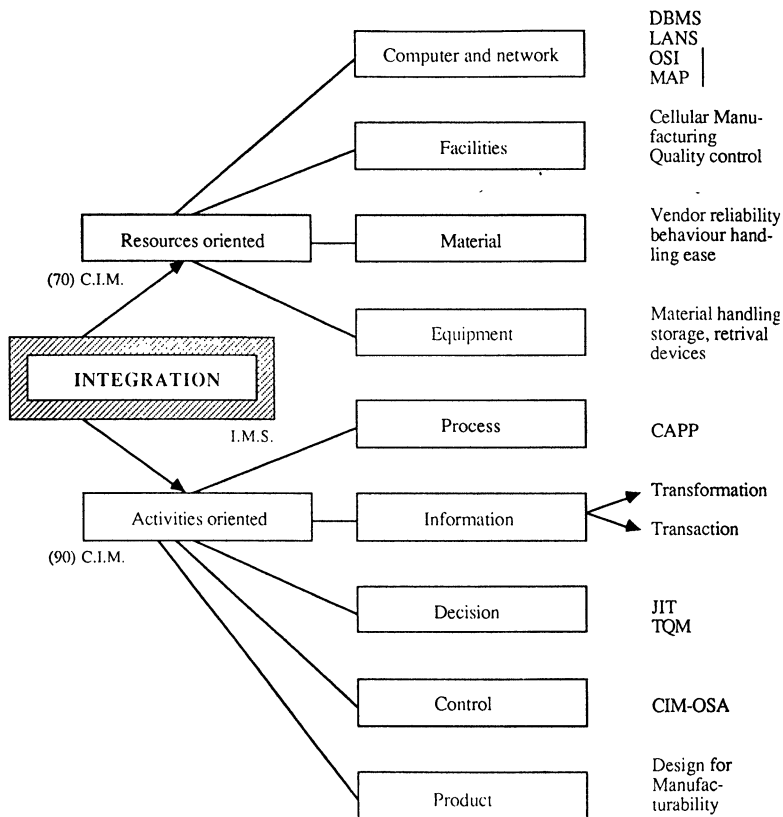 DBMS
LANS
OSI
MAP
Computer and network
Cellular Manu-
facturing
Quality control
Facilities
Vendor reliability
behaviour hand-
ling ease
Resources oriented
Material
(70) C.I.M.
Material handling
storage, retrival
devices
Equipment
INTEGRATION
I.M.S.
Process
CAPP
Activities oriented
Information
Transformation
Transaction
(90) C.I.M.
Decision
JIT
TQM
Control
CIM-OSA
Product
Design for
Manufac-
turability